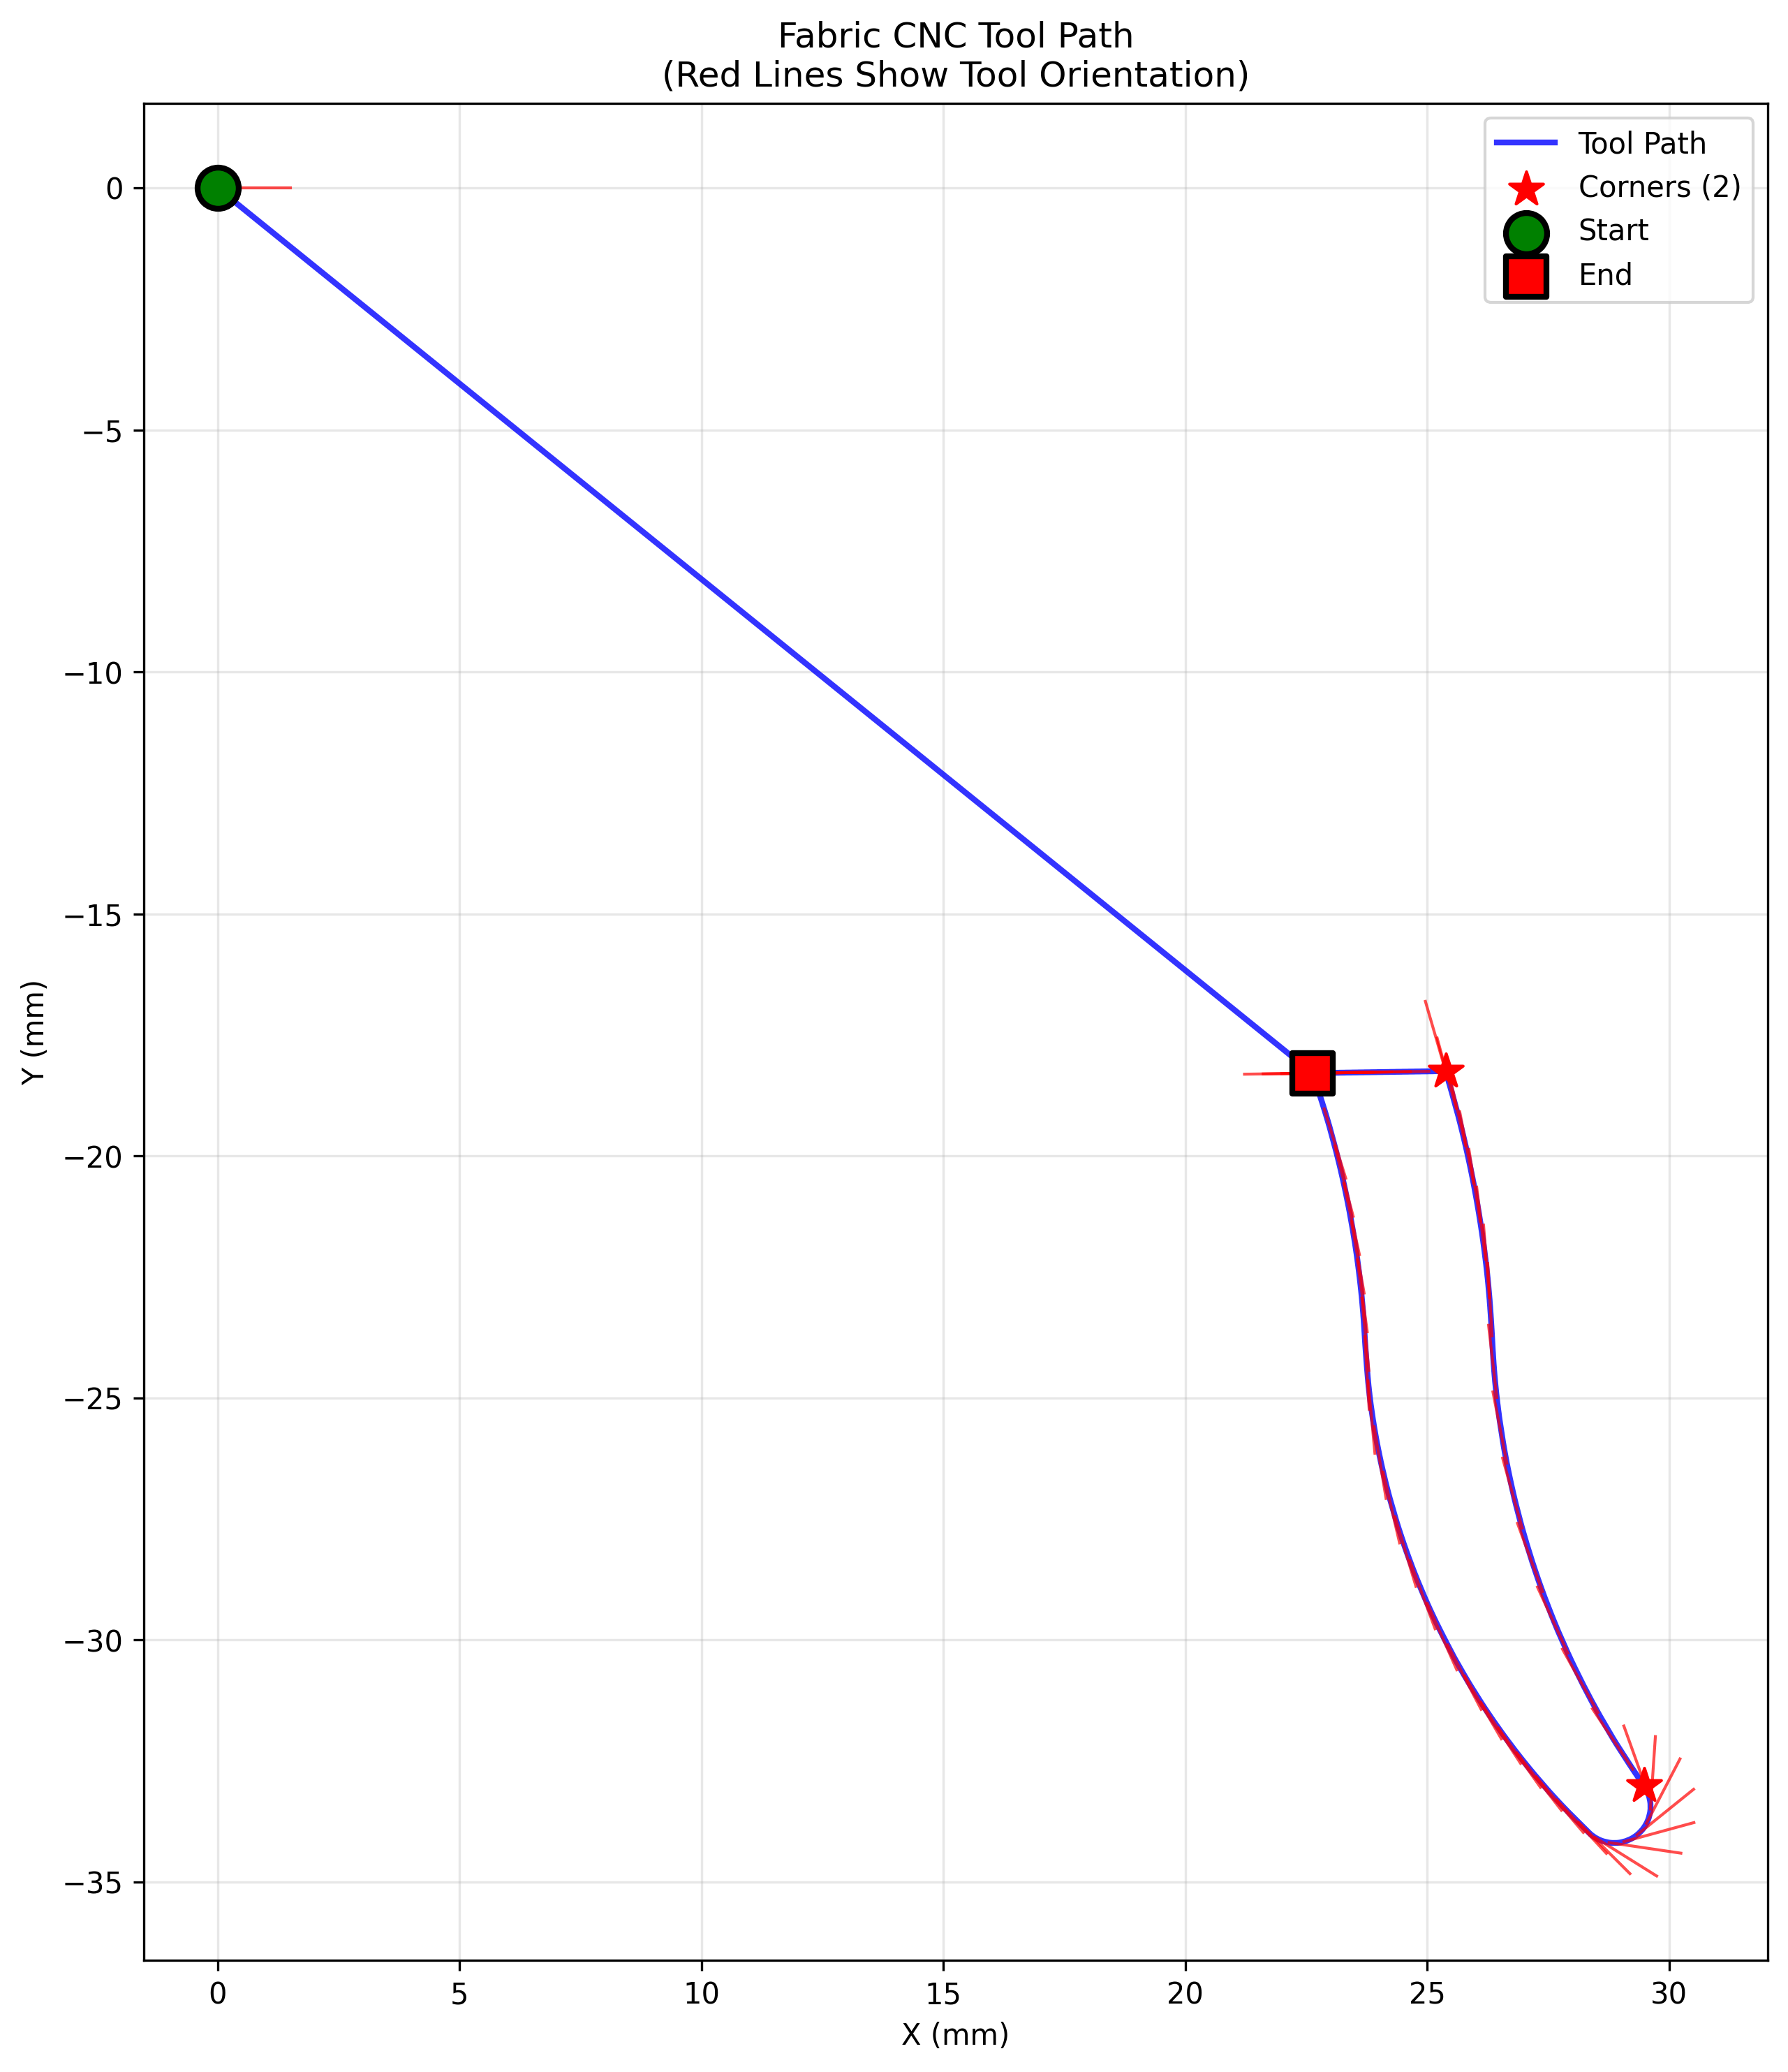 Fabric CNC Tool Path
(Red Lines Show Tool Orientation)
Tool Path
Corners (2)
Start
End
0
−5
−10
−15
−20
−25
−30
−35
Y (mm)
0
5
10
15
20
25
30
X (mm)